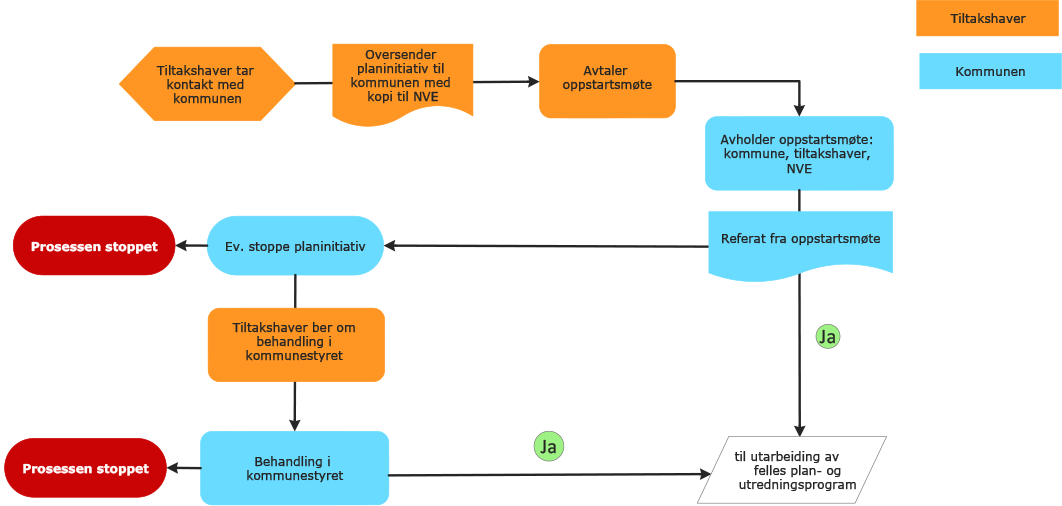 Tiltakshaver
Kommunen
Tiltakshaver tar
kontakt med
kommunen
Oversender
planinitiativ til
kommunen med
kopi til NVE
Avtaler
oppstartsmøte
Avholder oppstartsmøte:
kommune, tiltakshaver,
NVE
Referat fra oppstartsmøte
Ev. stoppe planinitiativ
Prosessen stoppet
Tiltakshaver ber om
behandling i
kommunestyret
Ja
Behandling i
kommunestyret
Prosessen stoppet
Ja
til utarbeiding av
felles plan- og
utredningsprogram